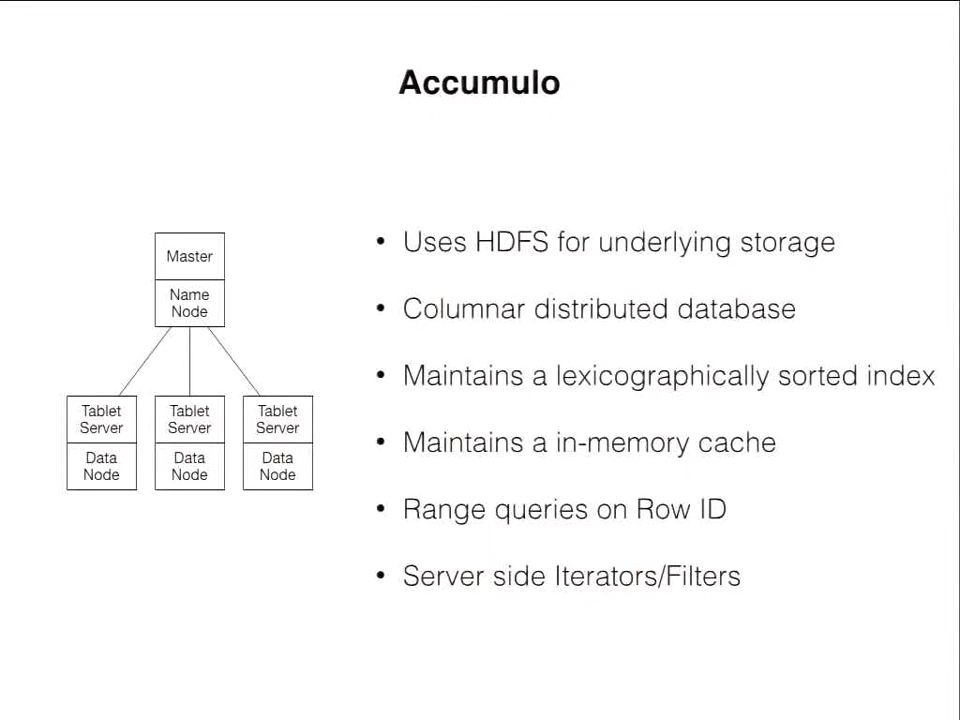 Accumulo
Master
Name
Node
Tablet
Server
Data
Node
Tablet
Server
Data
Node
Tablet
Server
Data
Node
• Uses HDFS for underlying storage
• Columnar distributed database
• Maintains a lexicographically sorted index
• Maintains a in-memory cache
• Range queries on Row ID
• Server side Iterators/Filters